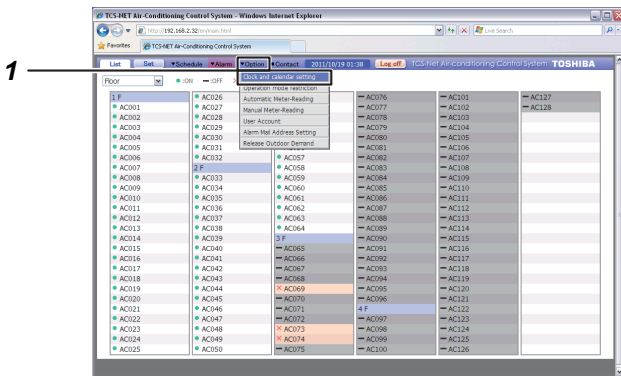 TCS-NET Air-Conditioning Control System - Windows Internet Explorer
http://192.168.2.32/mn/main.html
Live Search
Favorites
TCS-NET Air-Conditioning Control System
1
List Set ▼Schedule ▼Alarm ▼Option ▼Contact 2011/10/19 01:38 Log off TCS-Net Air-Conditioning Control System TOSHIBA
Floor :ON :OFF
Clock and calendar setting
Operation mode restriction
Automatic Meter-Reading
Manual Meter-Reading
User Account
Alarm Mail Address Setting
Release Outdoor Demand
1 F
AC001
AC002
AC003
AC004
AC005
AC006
AC007
AC008
AC009
AC010
AC011
AC012
AC013
AC014
AC015
AC016
AC017
AC018
AC019
AC020
AC021
AC022
AC023
AC024
AC025
AC026
AC027
AC028
AC029
AC030
AC031
AC032
2 F
AC033
AC034
AC035
AC036
AC037
AC038
AC039
AC040
AC041
AC042
AC043
AC044
AC045
AC046
AC047
AC048
AC049
AC050
AC057
AC058
AC059
AC060
AC061
AC062
AC063
AC064
3 F
AC065
AC066
AC067
AC068
AC069
AC070
AC071
AC072
AC073
AC074
AC075
AC076
AC077
AC078
AC079
AC080
AC081
AC082
AC083
AC084
AC085
AC086
AC087
AC088
AC089
AC090
AC091
AC092
AC093
AC094
AC095
AC096
4 F
AC097
AC098
AC099
AC100
AC101
AC102
AC103
AC104
AC105
AC106
AC107
AC108
AC109
AC110
AC111
AC112
AC113
AC114
AC115
AC116
AC117
AC118
AC119
AC120
AC121
AC122
AC123
AC124
AC125
AC126
AC127
AC128